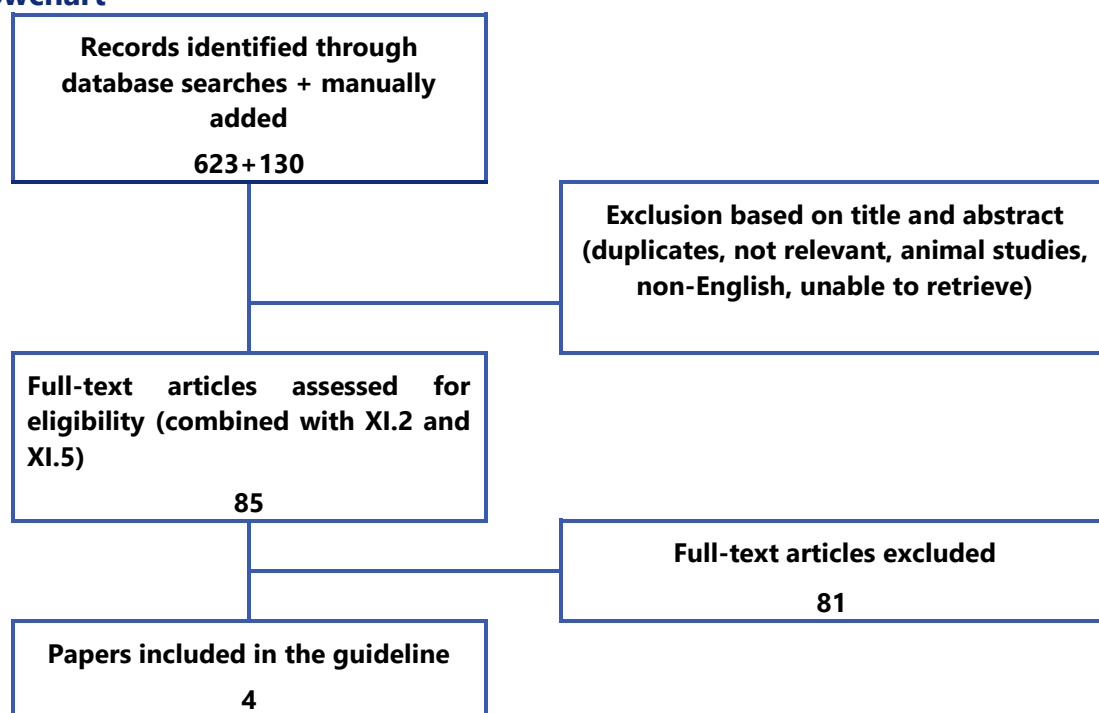 Records identified through
database searches + manually
added
623+130
Exclusion based on title and abstract
(duplicates, not relevant, animal studies,
non-English, unable to retrieve)
Full-text articles assessed for
eligibility (combined with XI.2 and
XI.5)
85
Full-text articles excluded
81
Papers included in the guideline
4